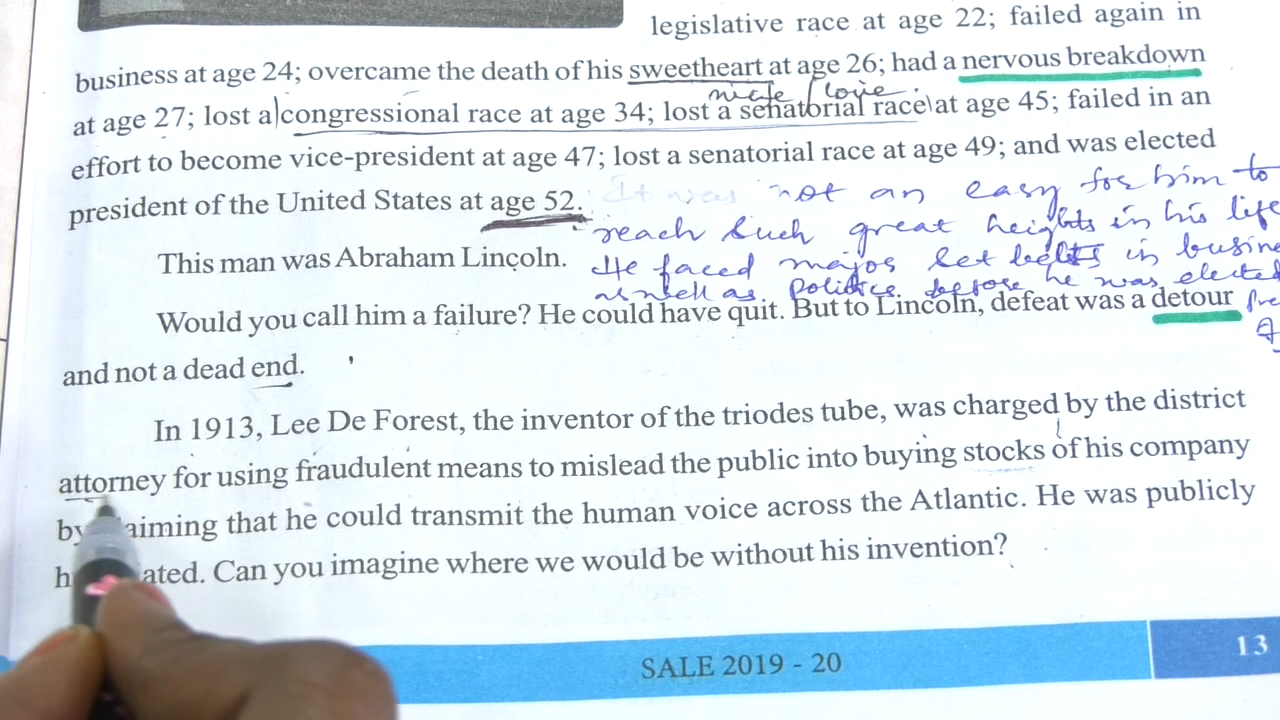 legislative race at age 22; failed again in
business at age 24; overcame the death of his sweetheart at age 26; had a nervous breakdown
love
at age 27; lost a congressional race at age 34; lost a senatorial race at age 45; failed in an
effort to become vice-president at age 47; lost a senatorial race at age 49; and was elected
president of the United States at age 52.
It was not an easy for him to
reach such great heights in his life
This man was Abraham Lincoln.
He faced major set in
as well as before he was elected
Would you call him a failure? He could have quit. But to Lincoln, defeat was a detour
and not a dead end.
In 1913, Lee De Forest, the inventor of the triodes tube, was charged by the district
attorney for using fraudulent means to mislead the public into buying stocks of his company
by aiming that he could transmit the human voice across the Atlantic. He was publicly
h ated. Can you imagine where we would be without his invention?
SALE 2019 - 20
13